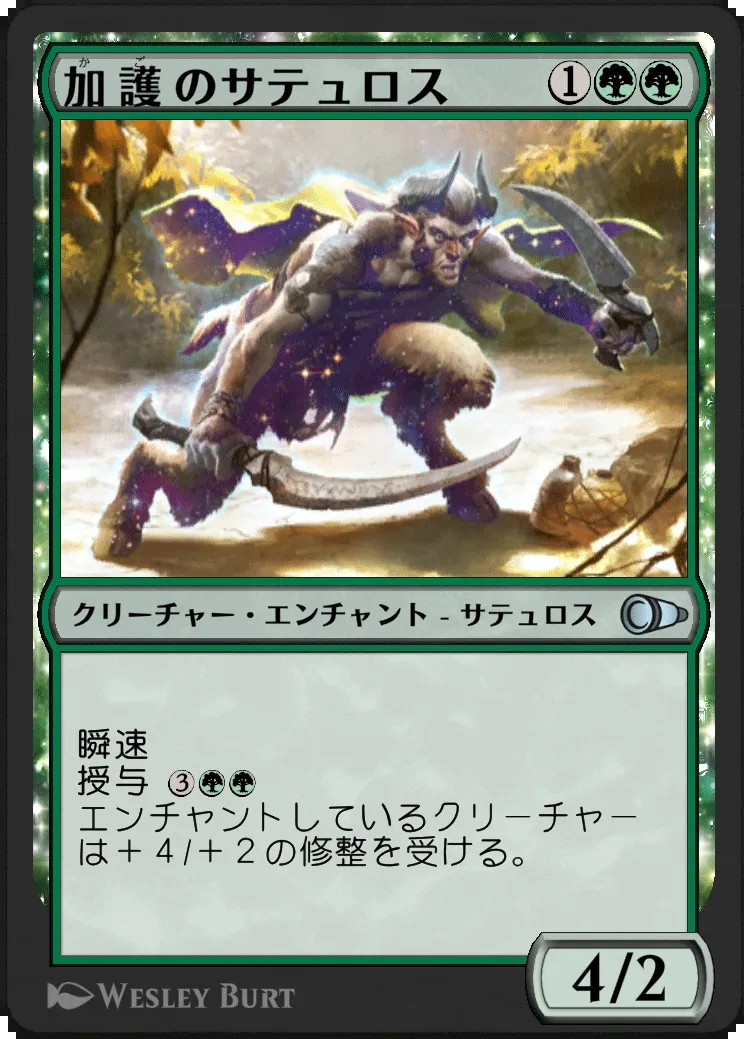 加護のサテュロス 1
クリーチャー・エンチャント - サテュロス
瞬速
授与 3
エンチャントしているクリーチャー
は＋４/＋２の修整を受ける。
4/2
WESLEY BURT